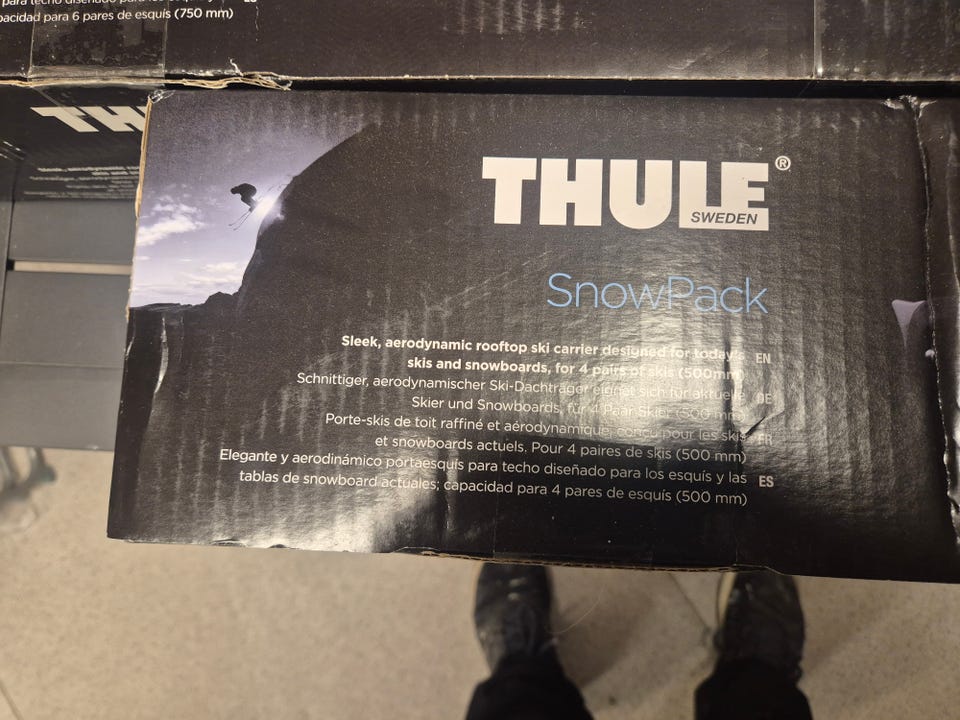 para techo
pacidad para 6 pares de esquís (750 mm)
ES
TH
THULE®
SWEDEN
SnowPack
Sleek, aerodynamic rooftop ski carrier designed for today's EN
skis and snowboards, for 4 pairs of skis (500mm)
Schnittiger, aerodynamischer Ski-Dachträger eignet sich für aktuelle DE
Skier und Snowboards, für 4 Paar Skier (500 mm)
Porte-skis de toit raffiné et aérodynamique, conçu pour les skis FR
et snowboards actuels. Pour 4 paires de skis (500 mm)
Elegante y aerodinámico portaesquís para techo diseñado para los esquís y las ES
tablas de snowboard actuales; capacidad para 4 pares de esquís (500 mm)